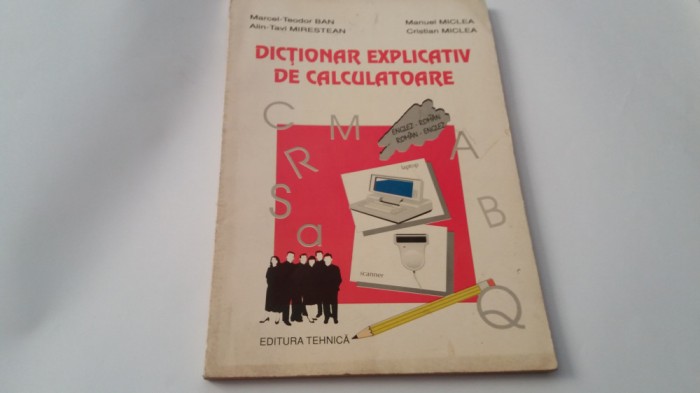 Marcel-Teodor BAN
Alin-Tavi MIRESTEAN
Manuel MICLEA
Cristian MICLEA
DICŢIONAR EXPLICATIV
DE CALCULATOARE
C
M
ENGLEZ - ROMÂN
ROMÂN - ENGLEZ
R
A
laptop
S
B
a
scanner
Q
EDITURA TEHNICĂ